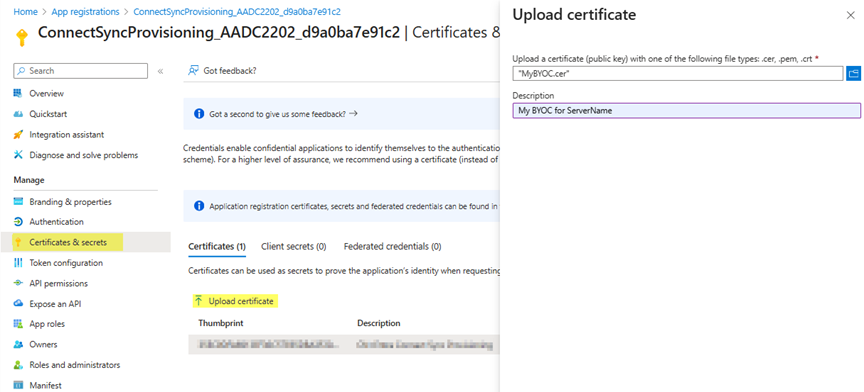 Home > App registrations > ConnectSyncProvisioning_AADC2202_d9a0ba7e91c2
ConnectSyncProvisioning_AADC2202_d9a0ba7e91c2 | Certificates &
Search
«
Overview
Quickstart
Integration assistant
Diagnose and solve problems
Manage
Branding & properties
Authentication
Certificates & secrets
Token configuration
API permissions
Expose an API
App roles
Owners
Roles and administrators
Manifest
Got feedback?
Got a second to give us some feedback? →
Credentials enable confidential applications to identify themselves to the authentication
scheme). For a higher level of assurance, we recommend using a certificate (instead of
Application registration certificates, secrets and federated credentials can be found in
Certificates (1) Client secrets (0) Federated credentials (0)
Certificates can be used as secrets to prove the application's identity when requesting
Upload certificate
Thumbprint Description
Upload certificate
Upload a certificate (public key) with one of the following file types: .cer, .pem, .crt *
"MyBYOC.cer"
Description
My BYOC for ServerName